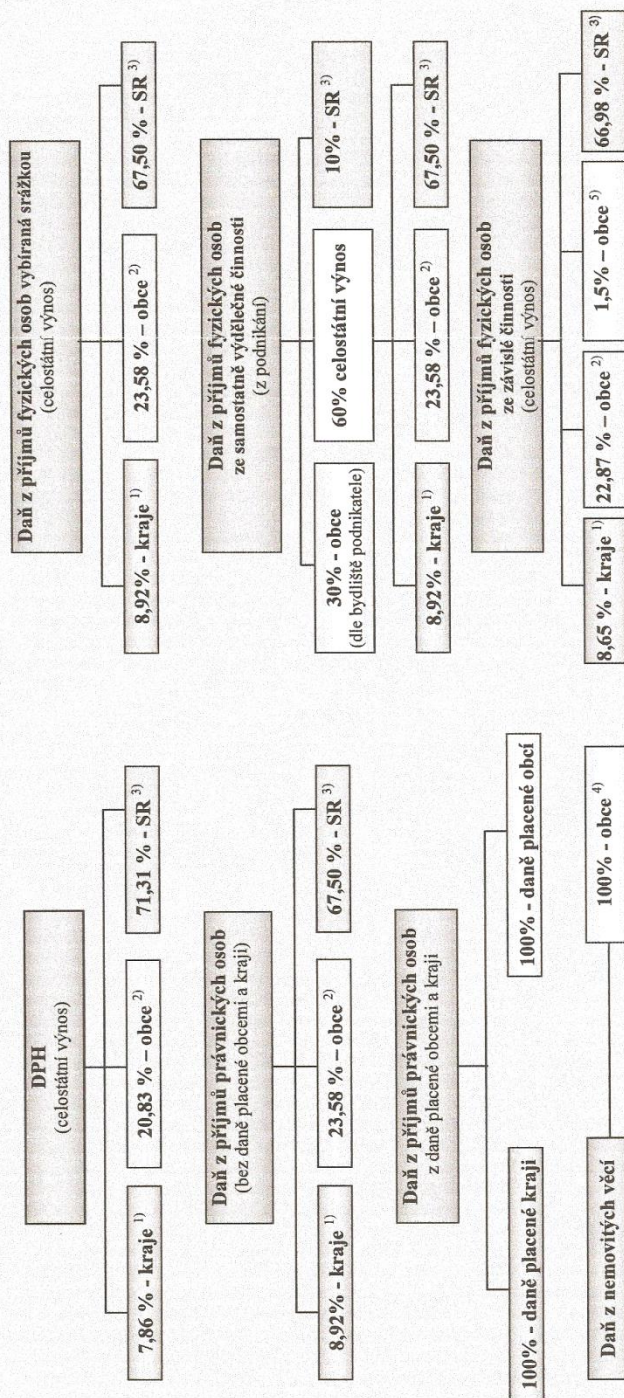 DPH
(celostátní výnos)
7,86 % - kraje 1)
20,83 % – obce 2)
71,31 % - SR 3)
Daň z příjmů právnických osob
(bez daně placené obcemi a kraji)
8,92% - kraje 1)
23,58 % – obce 2)
67,50 % - SR 3)
Daň z příjmů právnických osob
z daně placené obcemi a kraji
100% - daně placené kraji
100% - daně placené obcí
Daň z nemovitých věcí
100% - obce 4)
Daň z příjmů fyzických osob vybíraná srážkou
(celostátní výnos)
8,92% - kraje 1)
23,58 % – obce 2)
67,50 % - SR 3)
Daň z příjmů fyzických osob
ze samostatně výdělečné činnosti
(z podnikání)
30% - obce
(dle bydliště podnikatele)
60% celostátní výnos
10% - SR 3)
8,92% - kraje 1)
23,58 % – obce 2)
67,50 % - SR 3)
Daň z příjmů fyzických osob
ze závislé činnosti
(celostátní výnos)
8,65 % - kraje 1)
22,87 % – obce 2)
1,5% – obce 5)
66,98 % - SR 3)